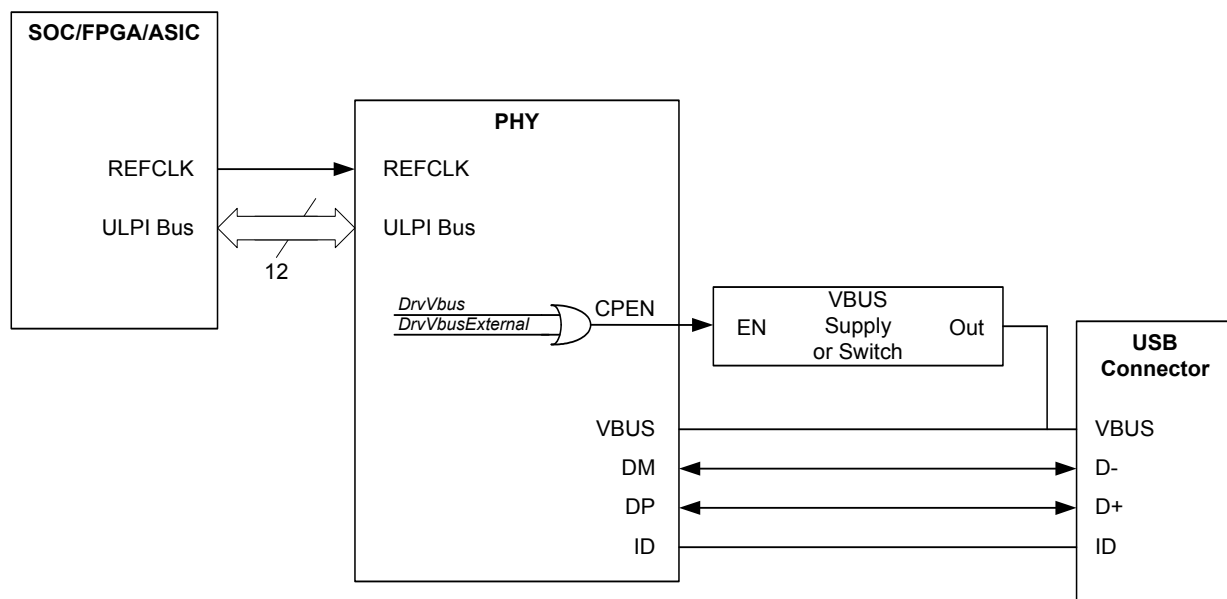 SOC/FPGA/ASIC
REFCLK
ULPI Bus
12
PHY
REFCLK
ULPI Bus
DrvVbus
DrvVbusExternal
CPEN
VBUS
DM
DP
ID
EN
VBUS
Supply
or Switch
Out
USB
Connector
VBUS
D-
D+
ID